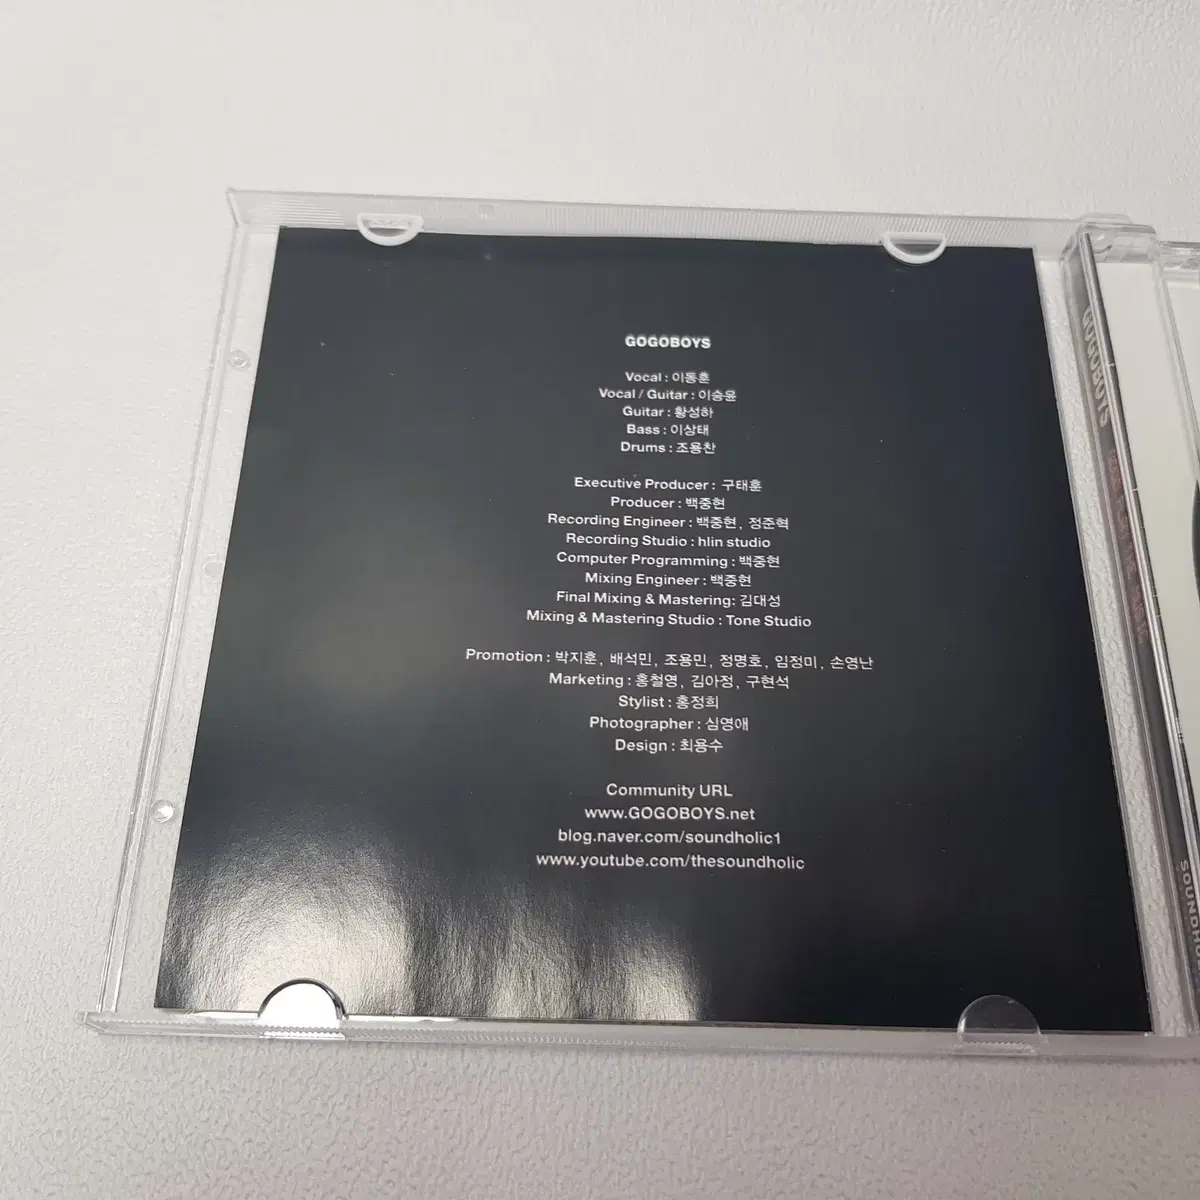 GOGOBOYS
Vocal : 이동훈
Vocal / Guitar : 이승윤
Guitar : 황성하
Bass : 이상태
Drums : 조용찬
Executive Producer : 구태훈
Producer : 백중현
Recording Engineer : 백중현, 정준혁
Recording Studio : hlin studio
Computer Programming : 백중현
Mixing Engineer : 백중현
Final Mixing & Mastering: 김대성
Mixing & Mastering Studio : Tone Studio
Promotion : 박지훈, 배석민, 조용민, 정명호, 임정미, 손영난
Marketing : 홍철영, 김아정, 구현석
Stylist : 홍정희
Photographer : 심영애
Design : 최용수
Community URL
www.GOGOBOYS.net
blog.naver.com/soundholic1
www.youtube.com/thesoundholic
GOGOBOYS